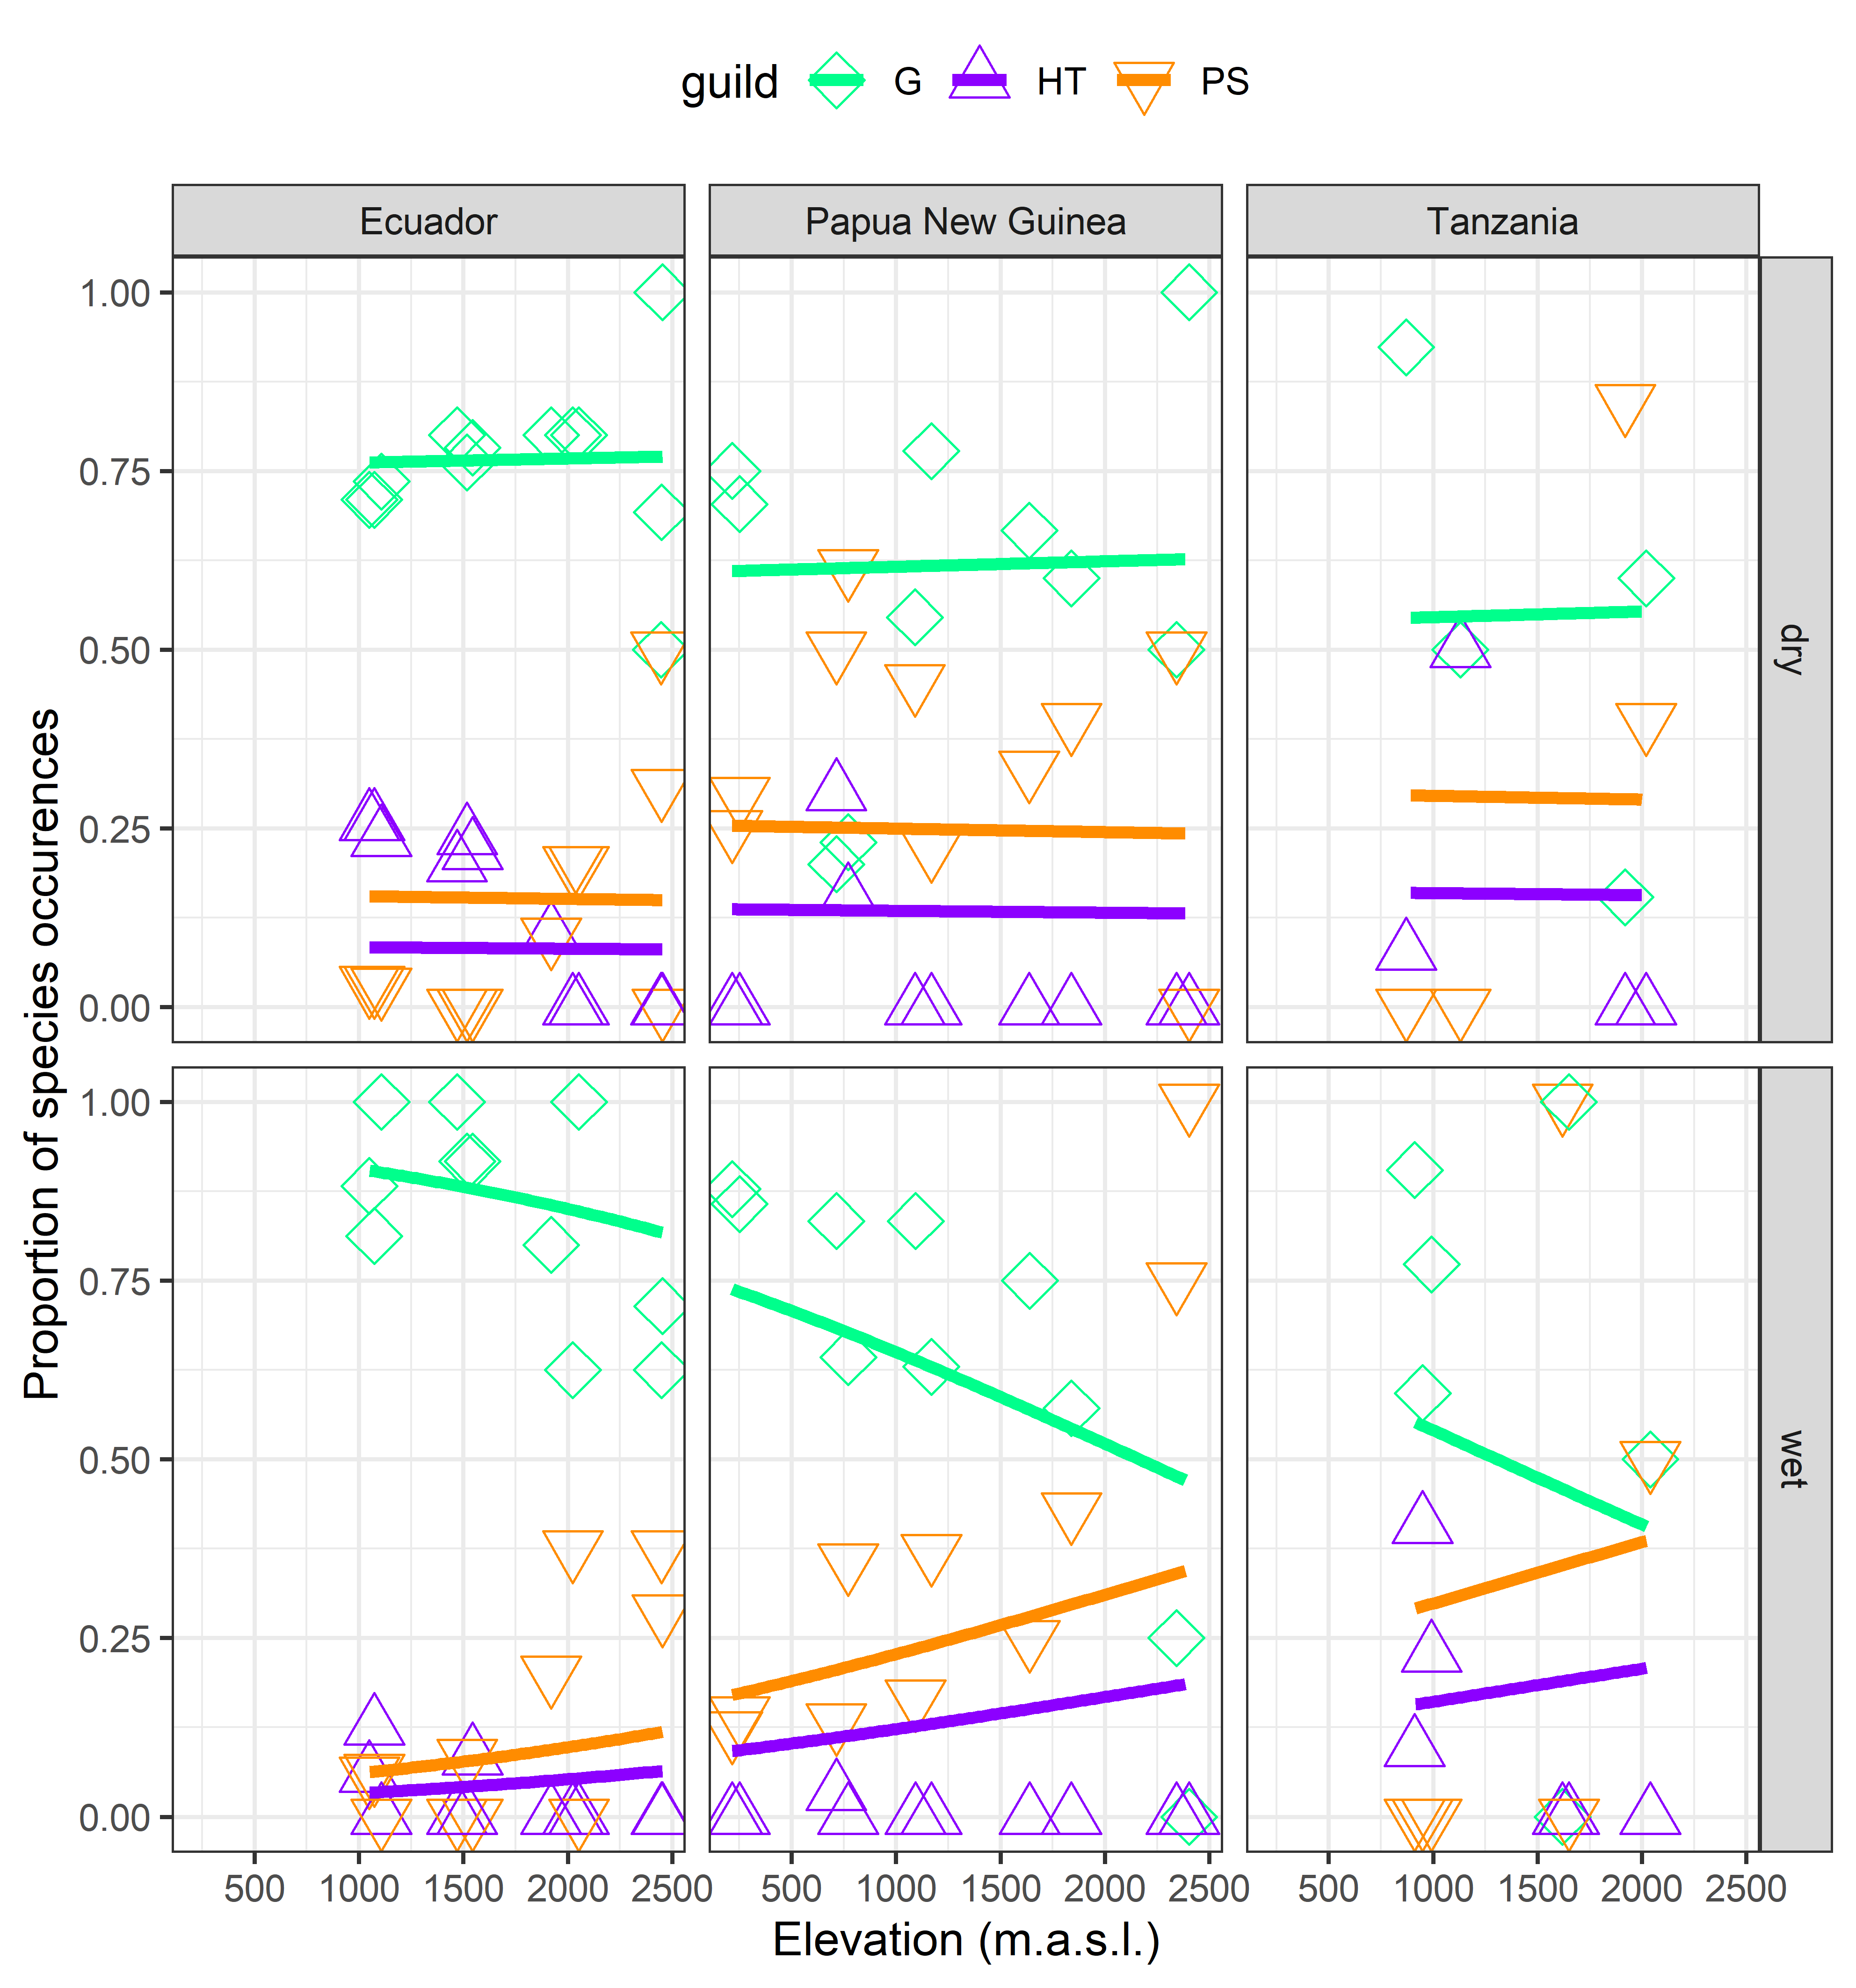 guild G HT PS
Ecuador Papua New Guinea Tanzania
1.00
0.75
0.50
0.25
0.00
dry
1.00
0.75
0.50
0.25
0.00
wet
500 1000 1500 2000 2500 500 1000 1500 2000 2500 500 1000 1500 2000 2500
Elevation (m.a.s.l.)
Proportion of species occurences